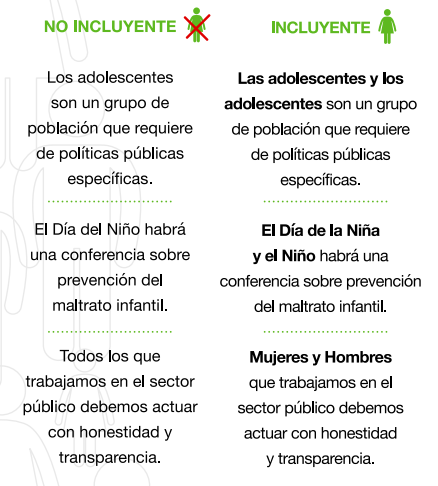 NO INCLUYENTE
Los adolescentes
son un grupo de
población que requiere
de políticas públicas
específicas.
El Día del Niño habrá
una conferencia sobre
prevención del
maltrato infantil.
Todos los que
trabajamos en el sector
público debemos actuar
con honestidad y
transparencia.
INCLUYENTE
Las adolescentes y los
adolescentes son un grupo
de población que requiere
de políticas públicas
específicas.
El Día de la Niña
y el Niño habrá una
conferencia sobre prevención
del maltrato infantil.
Mujeres y Hombres
que trabajamos en el
sector público debemos
actuar con honestidad
y transparencia.